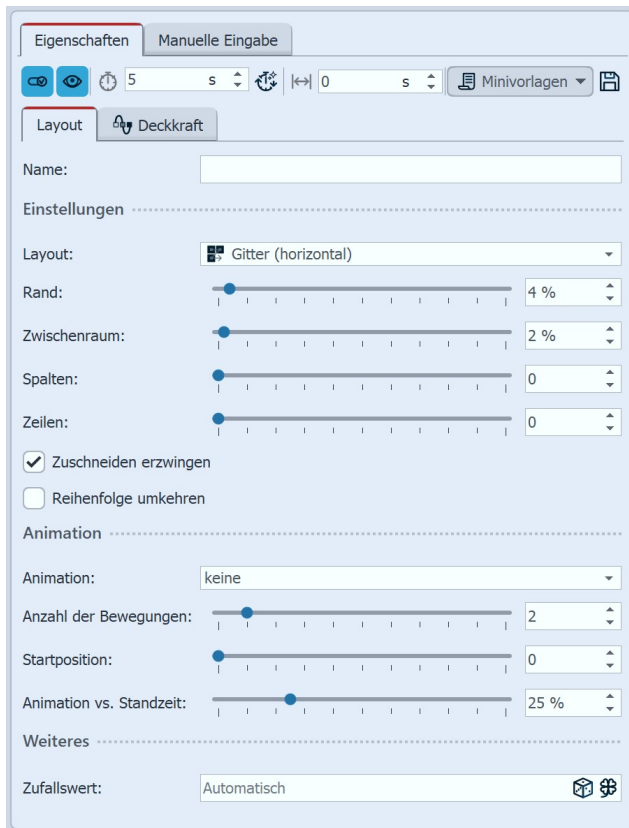 Eigenschaften Manuelle Eingabe
5 s 0 s Minivorlagen
Layout Deckkraft
Name:
Einstellungen
Layout: Gitter (horizontal)
Rand: 4 %
Zwischenraum: 2 %
Spalten: 0
Zeilen: 0
Zuschneiden erzwingen
Reihenfolge umkehren
Animation
Animation: keine
Anzahl der Bewegungen: 2
Startposition: 0
Animation vs. Standzeit: 25 %
Weiteres
Zufallswert: Automatisch